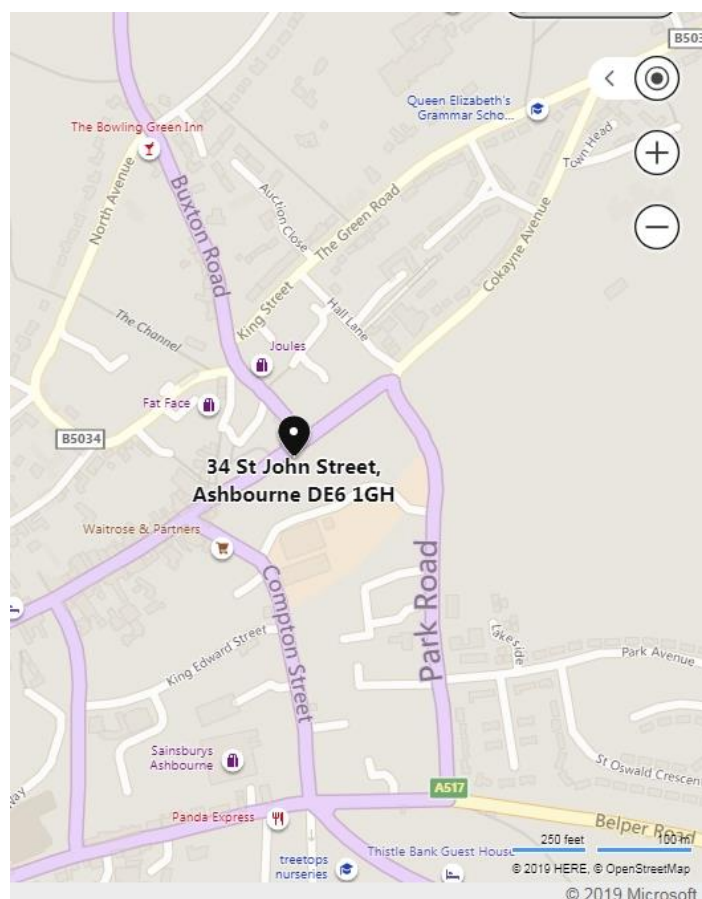 B503
Queen Elizabeth's
Grammar Scho...
The Bowling Green Inn
Town Head
Buxton Road
North Avenue
Auction Close
The Green Road
Cokayne Avenue
King Street
Hall Lane
The Channel
Joules
Fat Face
B5034
34 St John Street,
Ashbourne DE6 1GH
Waitrose & Partners
Compton Street
Park Road
King Edward Street
Lakeside
Park Avenue
Sainsburys
Ashbourne
St Oswald Crescent
way
A517
Panda Express
Belper Road
250 feet
100 m
treetops
nurseries
Thistle Bank Guest House
© 2019 HERE, © OpenStreetMap
© 2019 Microsoft